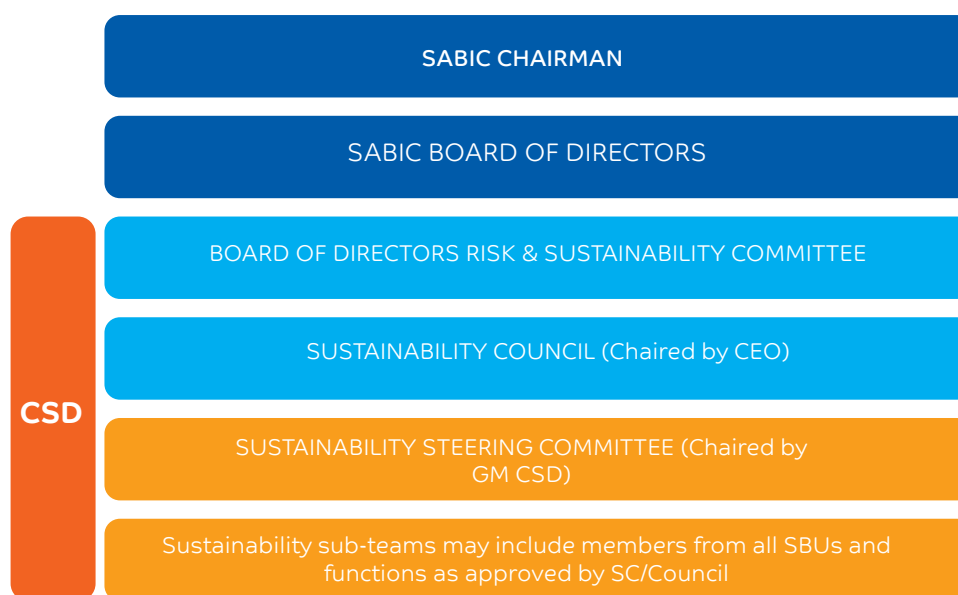 SABIC CHAIRMAN
SABIC BOARD OF DIRECTORS
BOARD OF DIRECTORS RISK & SUSTAINABILITY COMMITTEE
SUSTAINABILITY COUNCIL (Chaired by CEO)
CSD
SUSTAINABILITY STEERING COMMITTEE (Chaired by
GM CSD)
Sustainability sub-teams may include members from all SBUs and
functions as approved by SC/Council